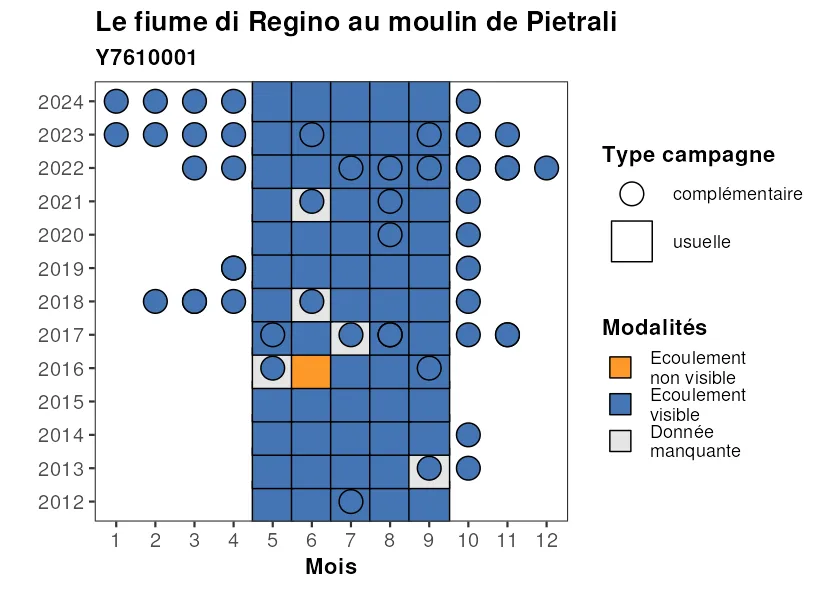 Le fiume di Regino au moulin de Pietrali
Y7610001
2024
2023
2022
2021
2020
2019
2018
2017
2016
2015
2014
2013
2012
1 2 3 4 5 6 7 8 9 10 11 12
Mois
Type campagne
complémentaire
usuelle
Modalités
Ecoulement
non visible
Ecoulement
visible
Donnée
manquante